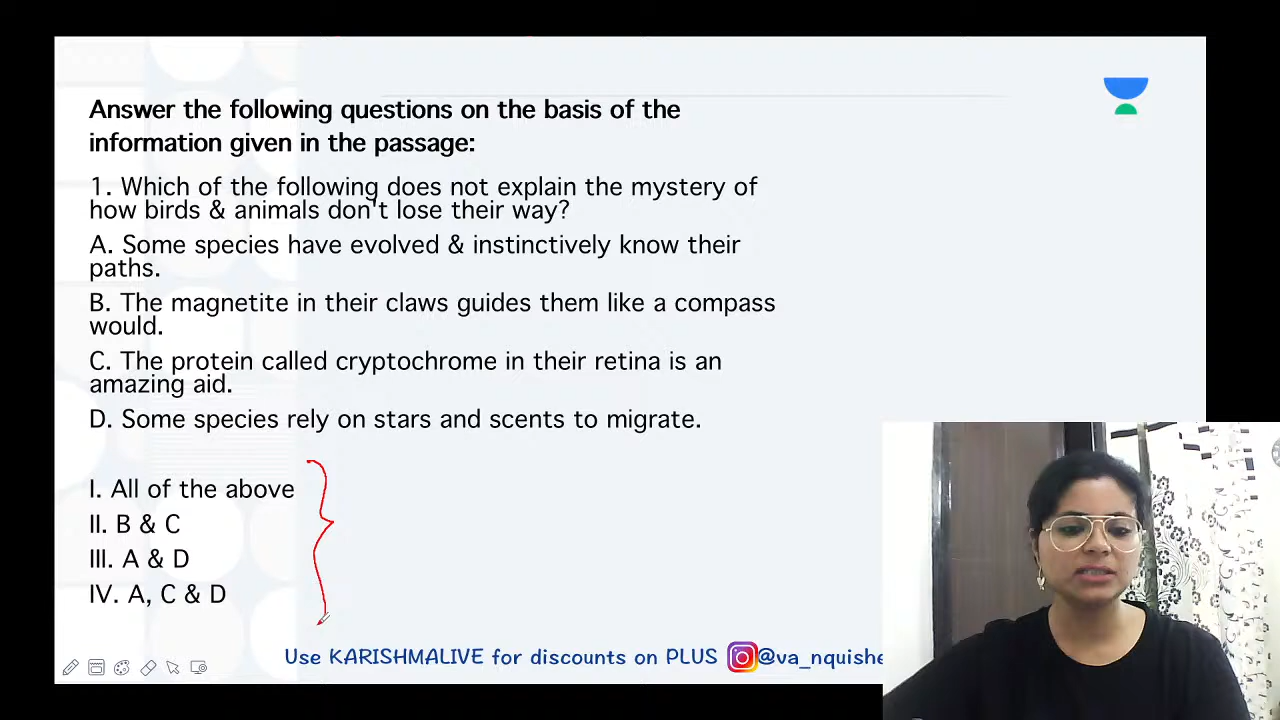 Answer the following questions on the basis of the
information given in the passage:
1. Which of the following does not explain the mystery of
how birds & animals don't lose their way?
A. Some species have evolved & instinctively know their
paths.
B. The magnetite in their claws guides them like a compass
would.
C. The protein called cryptochrome in their retina is an
amazing aid.
D. Some species rely on stars and scents to migrate.
I. All of the above
II. B & C
III. A & D
IV. A, C & D
Use KARISHMALIVE for discounts on PLUS @va_nquishe